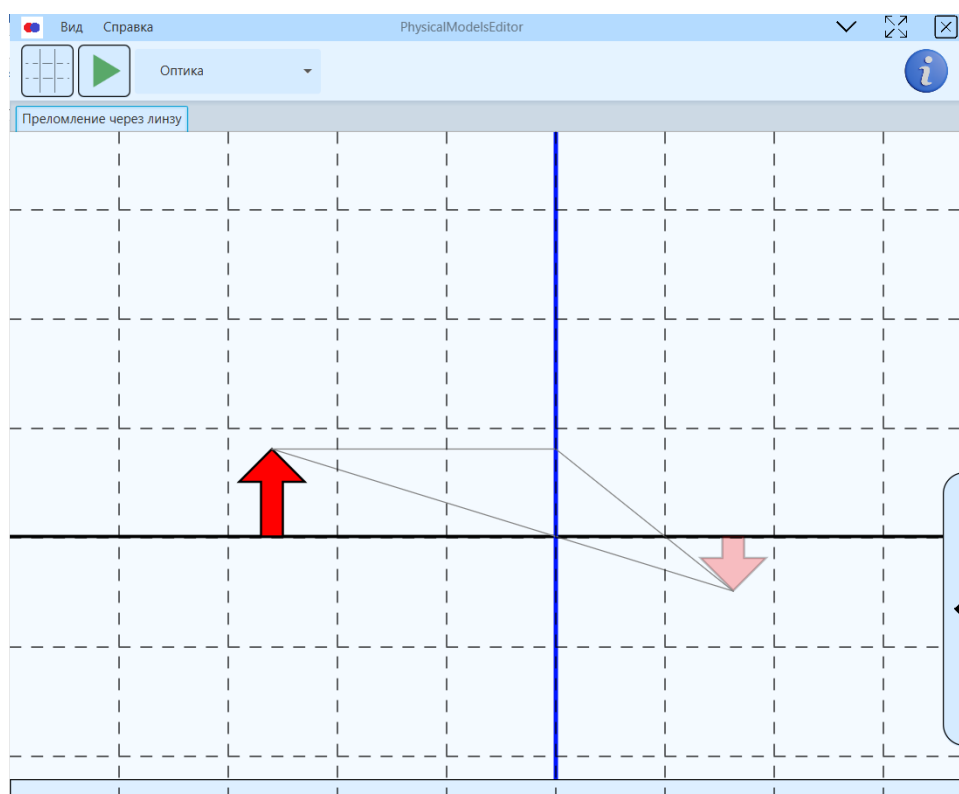 Вид Справка PhysicalModelsEditor
Оптика
Преломление через линзу